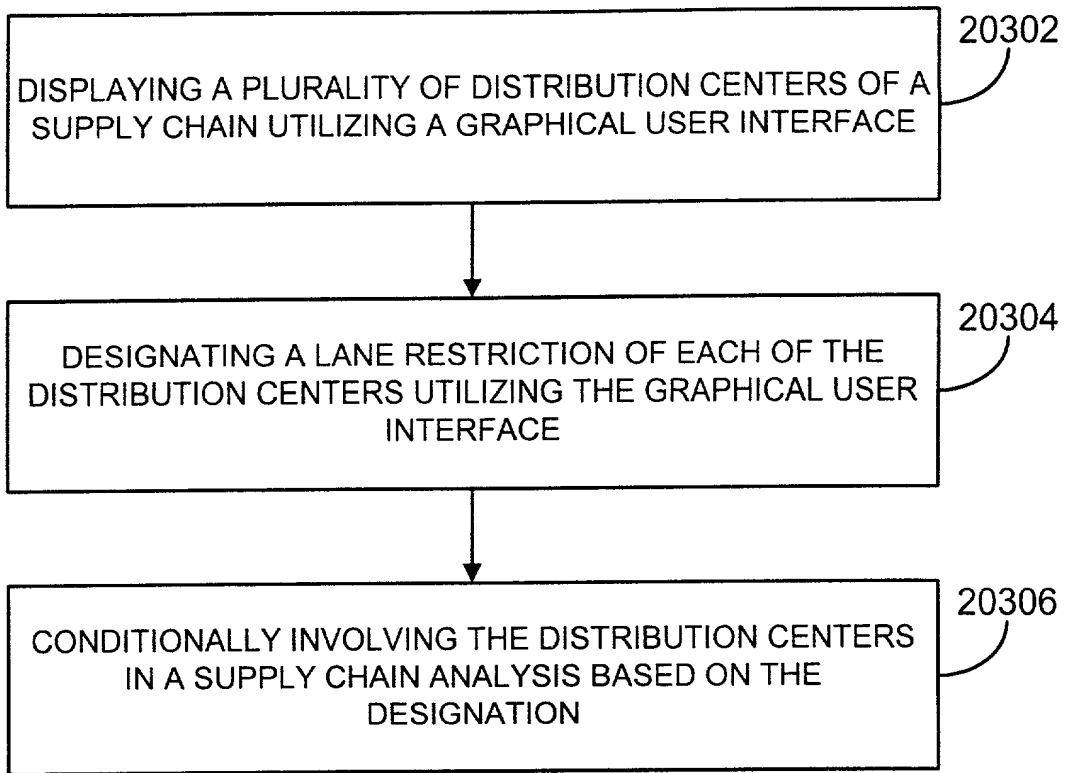 20302
DISPLAYING A PLURALITY OF DISTRIBUTION CENTERS OF A
SUPPLY CHAIN UTILIZING A GRAPHICAL USER INTERFACE
20304
DESIGNATING A LANE RESTRICTION OF EACH OF THE
DISTRIBUTION CENTERS UTILIZING THE GRAPHICAL USER
INTERFACE
20306
CONDITIONALLY INVOLVING THE DISTRIBUTION CENTERS
IN A SUPPLY CHAIN ANALYSIS BASED ON THE
DESIGNATION